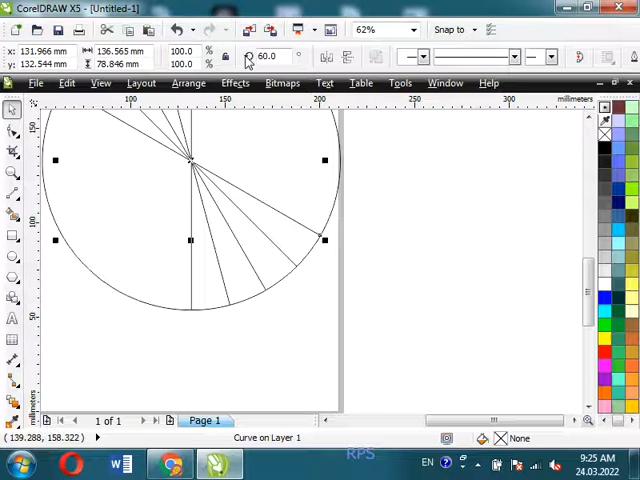 CorelDRAW X5 - [Untitled-1]
62% Snap to
x: 131.966 mm 136.565 mm 100.0 % 60.0 °
y: 132.544 mm 78.846 mm 100.0 %
File Edit View Layout Arrange Effects Bitmaps Text Table Tools Window Help
100 150 200 250 300 millimeters
150
100
50
millimeters
1 of 1 Page 1
(139.288, 158.322) Curve on Layer 1 None
RPS
W EN 9:25 AM
24.03.2022